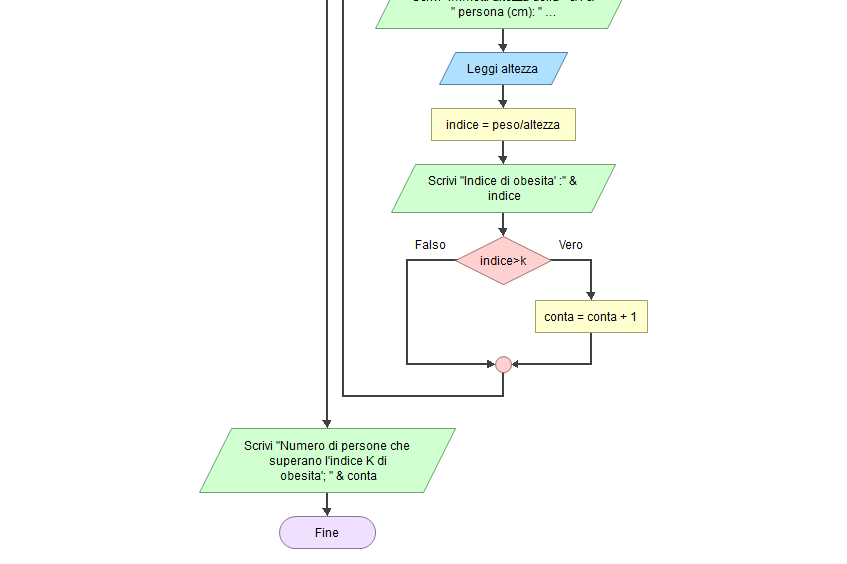 " persona (cm): " ...
Leggi altezza
indice = peso/altezza
Scrivi "Indice di obesita' :" &
indice
Falso
Vero
indice>k
conta = conta + 1
Scrivi "Numero di persone che
superano l'indice K di
obesita'; " & conta
Fine